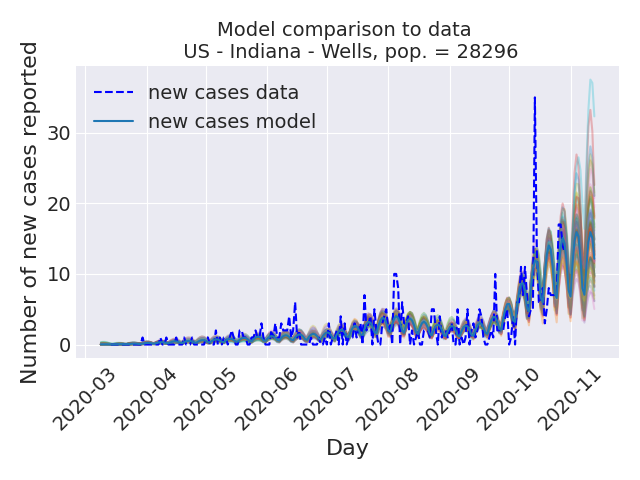 Model comparison to data
US - Indiana - Wells, pop. = 28296
Number of new cases reported
new cases data
new cases model
30
20
10
0
2020-03
2020-04
2020-05
2020-06
2020-07
2020-08
2020-09
2020-10
2020-11
Day